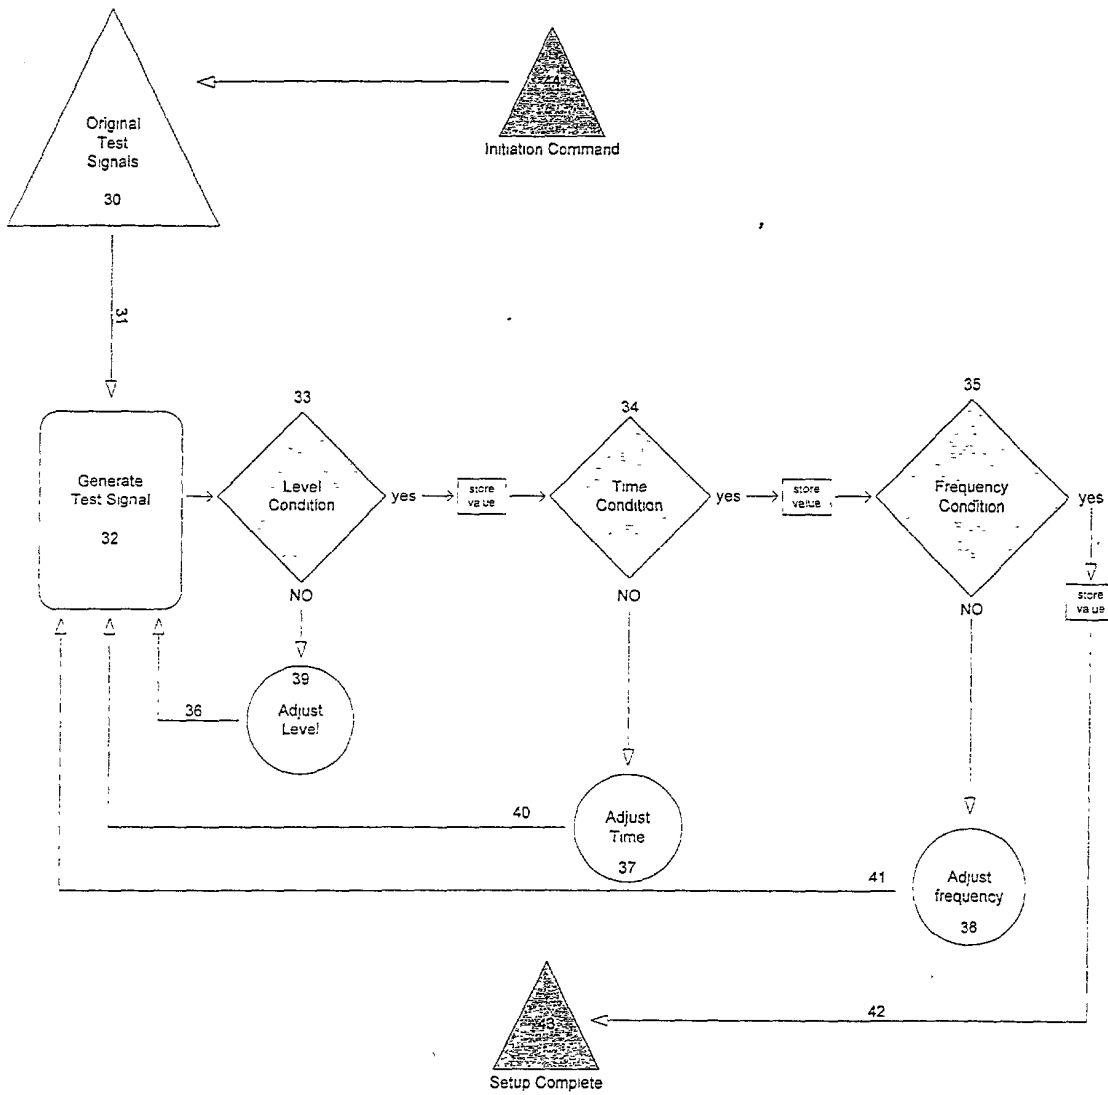 44
Initiation Command
Original
Test
Signals
30
31
33
34
35
Generate
Test Signal
32
Level
Condition
yes
store
value
Time
Condition
yes
store
value
Frequency
Condition
yes
store
value
NO
NO
NO
39
Adjust
Level
36
Adjust
Time
37
40
Adjust
frequency
38
41
42
43
Setup Complete